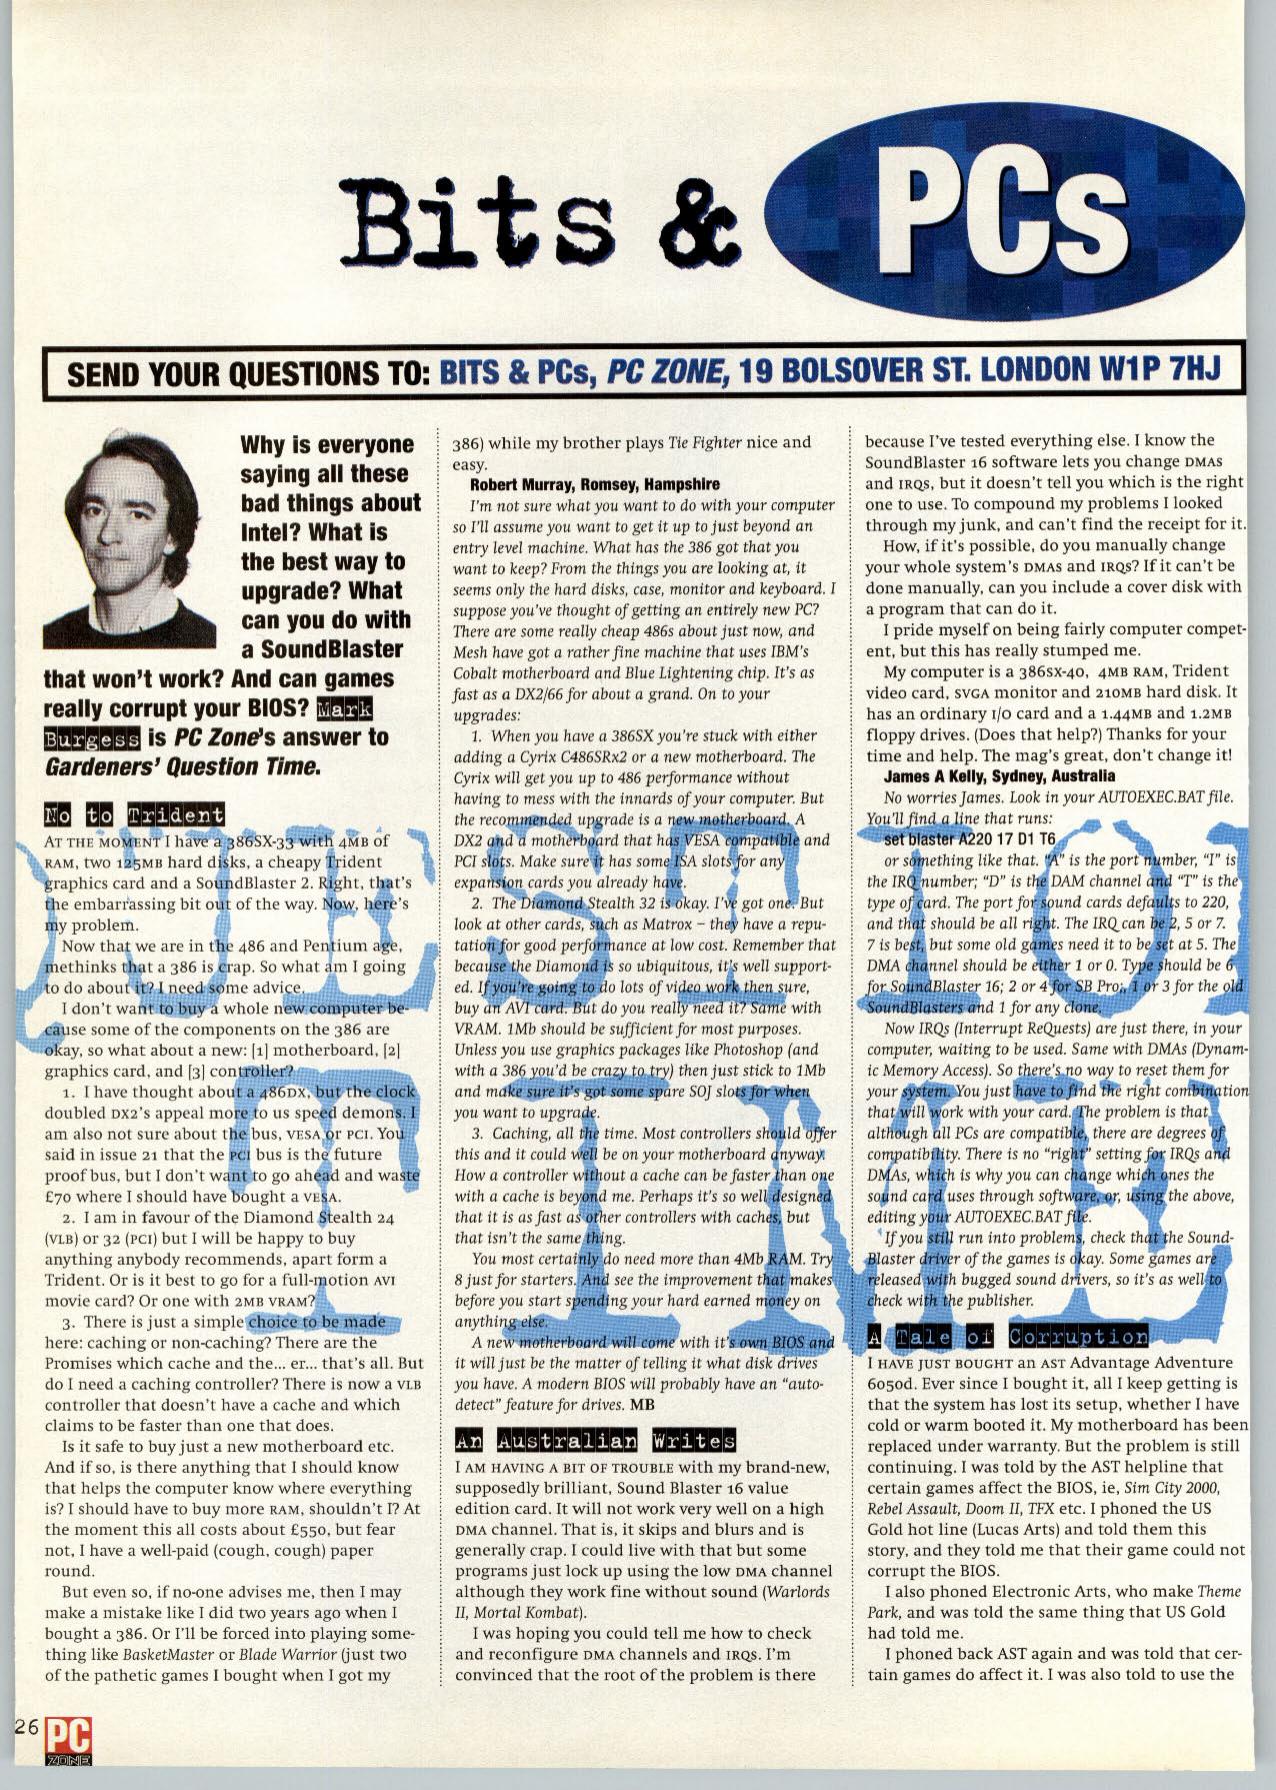 Bits & PCs
SEND YOUR QUESTIONS TO: BITS & PCs, PC ZONE, 19 BOLSOVER ST. LONDON W1P 7HJ
Why is everyone
saying all these
bad things about
Intel? What is
the best way to
upgrade? What
can you do with
a SoundBlaster
that won't work? And can games
really corrupt your BIOS? Mark
Burgess is PC Zone's answer to
Gardeners' Question Time.
No to Trident
AT THE MOMENT I have a 386SX-33 with 4MB of
RAM, two 125MB hard disks, a cheapy Trident
graphics card and a SoundBlaster 2. Right, that's
the embarrassing bit out of the way. Now, here's
my problem.
Now that we are in the 486 and Pentium age,
methinks that a 386 is crap. So what am I going
to do about it? I need some advice.
I don't want to buy a whole new computer be-
cause some of the components on the 386 are
okay, so what about a new: [1] motherboard, [2]
graphics card, and [3] controller?
1. I have thought about a 486DX, but the clock
doubled DX2's appeal more to us speed demons. I
am also not sure about the bus, VESA or PCI. You
said in issue 21 that the PCI bus is the future
proof bus, but I don't want to go ahead and waste
£70 where I should have bought a VESA.
2. I am in favour of the Diamond Stealth 24
(VLB) or 32 (PCI) but I will be happy to buy
anything anybody recommends, apart form a
Trident. Or is it best to go for a full-motion AVI
movie card? Or one with 2MB VRAM?
3. There is just a simple choice to be made
here: caching or non-caching? There are the
Promises which cache and the... er... that's all. But
do I need a caching controller? There is now a VLB
controller that doesn't have a cache and which
claims to be faster than one that does.
Is it safe to buy just a new motherboard etc.
And if so, is there anything that I should know
that helps the computer know where everything
is? I should have to buy more RAM, shouldn't I? At
the moment this all costs about £550, but fear
not, I have a well-paid (cough, cough) paper
round.
But even so, if no-one advises me, then I may
make a mistake like I did two years ago when I
bought a 386. Or I'll be forced into playing some-
thing like BasketMaster or Blade Warrior (just two
of the pathetic games I bought when I got my
386) while my brother plays Tie Fighter nice and
easy.
Robert Murray, Romsey, Hampshire
I'm not sure what you want to do with your computer
so I'll assume you want to get it up to just beyond an
entry level machine. What has the 386 got that you
want to keep? From the things you are looking at, it
seems only the hard disks, case, monitor and keyboard. I
suppose you've thought of getting an entirely new PC?
There are some really cheap 486s about just now, and
Mesh have got a rather fine machine that uses IBM's
Cobalt motherboard and Blue Lightening chip. It's as
fast as a DX2/66 for about a grand. On to your
upgrades:
1. When you have a 386SX you're stuck with either
adding a Cyrix C486SRx2 or a new motherboard. The
Cyrix will get you up to 486 performance without
having to mess with the innards of your computer. But
the recommended upgrade is a new motherboard. A
DX2 and a motherboard that has VESA compatible and
PCI slots. Make sure it has some ISA slots for any
expansion cards you already have.
2. The Diamond Stealth 32 is okay. I've got one. But
look at other cards, such as Matrox – they have a repu-
tation for good performance at low cost. Remember that
because the Diamond is so ubiquitous, it's well support-
ed. If you're going to do lots of video work then sure,
buy an AVI card. But do you really need it? Same with
VRAM. 1Mb should be sufficient for most purposes.
Unless you use graphics packages like Photoshop (and
with a 386 you'd be crazy to try) then just stick to 1Mb
and make sure it's got some spare SOJ slots for when
you want to upgrade.
3. Caching, all the time. Most controllers should offer
this and it could well be on your motherboard anyway.
How a controller without a cache can be faster than one
with a cache is beyond me. Perhaps it's so well designed
that it is as fast as other controllers with caches, but
that isn't the same thing.
You most certainly do need more than 4Mb RAM. Try
8 just for starters. And see the improvement that makes
before you start spending your hard earned money on
anything else.
A new motherboard will come with it's own BIOS and
it will just be the matter of telling it what disk drives
you have. A modern BIOS will probably have an "auto-
detect" feature for drives. MB
An Australian Writes
I AM HAVING A BIT OF TROUBLE with my brand-new,
supposedly brilliant, Sound Blaster 16 value
edition card. It will not work very well on a high
DMA channel. That is, it skips and blurs and is
generally crap. I could live with that but some
programs just lock up using the low DMA channel
although they work fine without sound (Warlords
II, Mortal Kombat).
I was hoping you could tell me how to check
and reconfigure DMA channels and IRQs. I'm
convinced that the root of the problem is there
because I've tested everything else. I know the
SoundBlaster 16 software lets you change DMAs
and IRQs, but it doesn't tell you which is the right
one to use. To compound my problems I looked
through my junk, and can't find the receipt for it.
How, if it's possible, do you manually change
your whole system's DMAs and IRQs? If it can't be
done manually, can you include a cover disk with
a program that can do it.
I pride myself on being fairly computer compet-
ent, but this has really stumped me.
My computer is a 386SX-40, 4MB RAM, Trident
video card, SVGA monitor and 210MB hard disk. It
has an ordinary I/O card and a 1.44MB and 1.2MB
floppy drives. (Does that help?) Thanks for your
time and help. The mag's great, don't change it!
James A Kelly, Sydney, Australia
No worries James. Look in your AUTOEXEC.BAT file.
You'll find a line that runs:
set blaster A220 17 D1 T6
or something like that. "A" is the port number, "I" is
the IRQ number; "D" is the DAM channel and "T" is the
type of card. The port for sound cards defaults to 220,
and that should be all right. The IRQ can be 2, 5 or 7.
7 is best, but some old games need it to be set at 5. The
DMA channel should be either 1 or 0. Type should be 6
for SoundBlaster 16; 2 or 4 for SB Pro;, 1 or 3 for the old
SoundBlasters and 1 for any clone.
Now IRQs (Interrupt ReQuests) are just there, in your
computer, waiting to be used. Same with DMAs (Dynam-
ic Memory Access). So there's no way to reset them for
your system. You just have to find the right combination
that will work with your card. The problem is that
although all PCs are compatible, there are degrees of
compatibility. There is no "right" setting for IRQs and
DMAs, which is why you can change which ones the
sound card uses through software, or, using the above,
editing your AUTOEXEC.BAT file.
If you still run into problems, check that the Sound-
Blaster driver of the games is okay. Some games are
released with bugged sound drivers, so it's as well to
check with the publisher.
A Tale of Corruption
I HAVE JUST BOUGHT an AST Advantage Adventure
6050d. Ever since I bought it, all I keep getting is
that the system has lost its setup, whether I have
cold or warm booted it. My motherboard has been
replaced under warranty. But the problem is still
continuing. I was told by the AST helpline that
certain games affect the BIOS, ie, Sim City 2000,
Rebel Assault, Doom II, TFX etc. I phoned the US
Gold hot line (Lucas Arts) and told them this
story, and they told me that their game could not
corrupt the BIOS.
I also phoned Electronic Arts, who make Theme
Park, and was told the same thing that US Gold
had told me.
I phoned back AST again and was told that cer-
tain games do affect it. I was also told to use the
26 PC ZONE